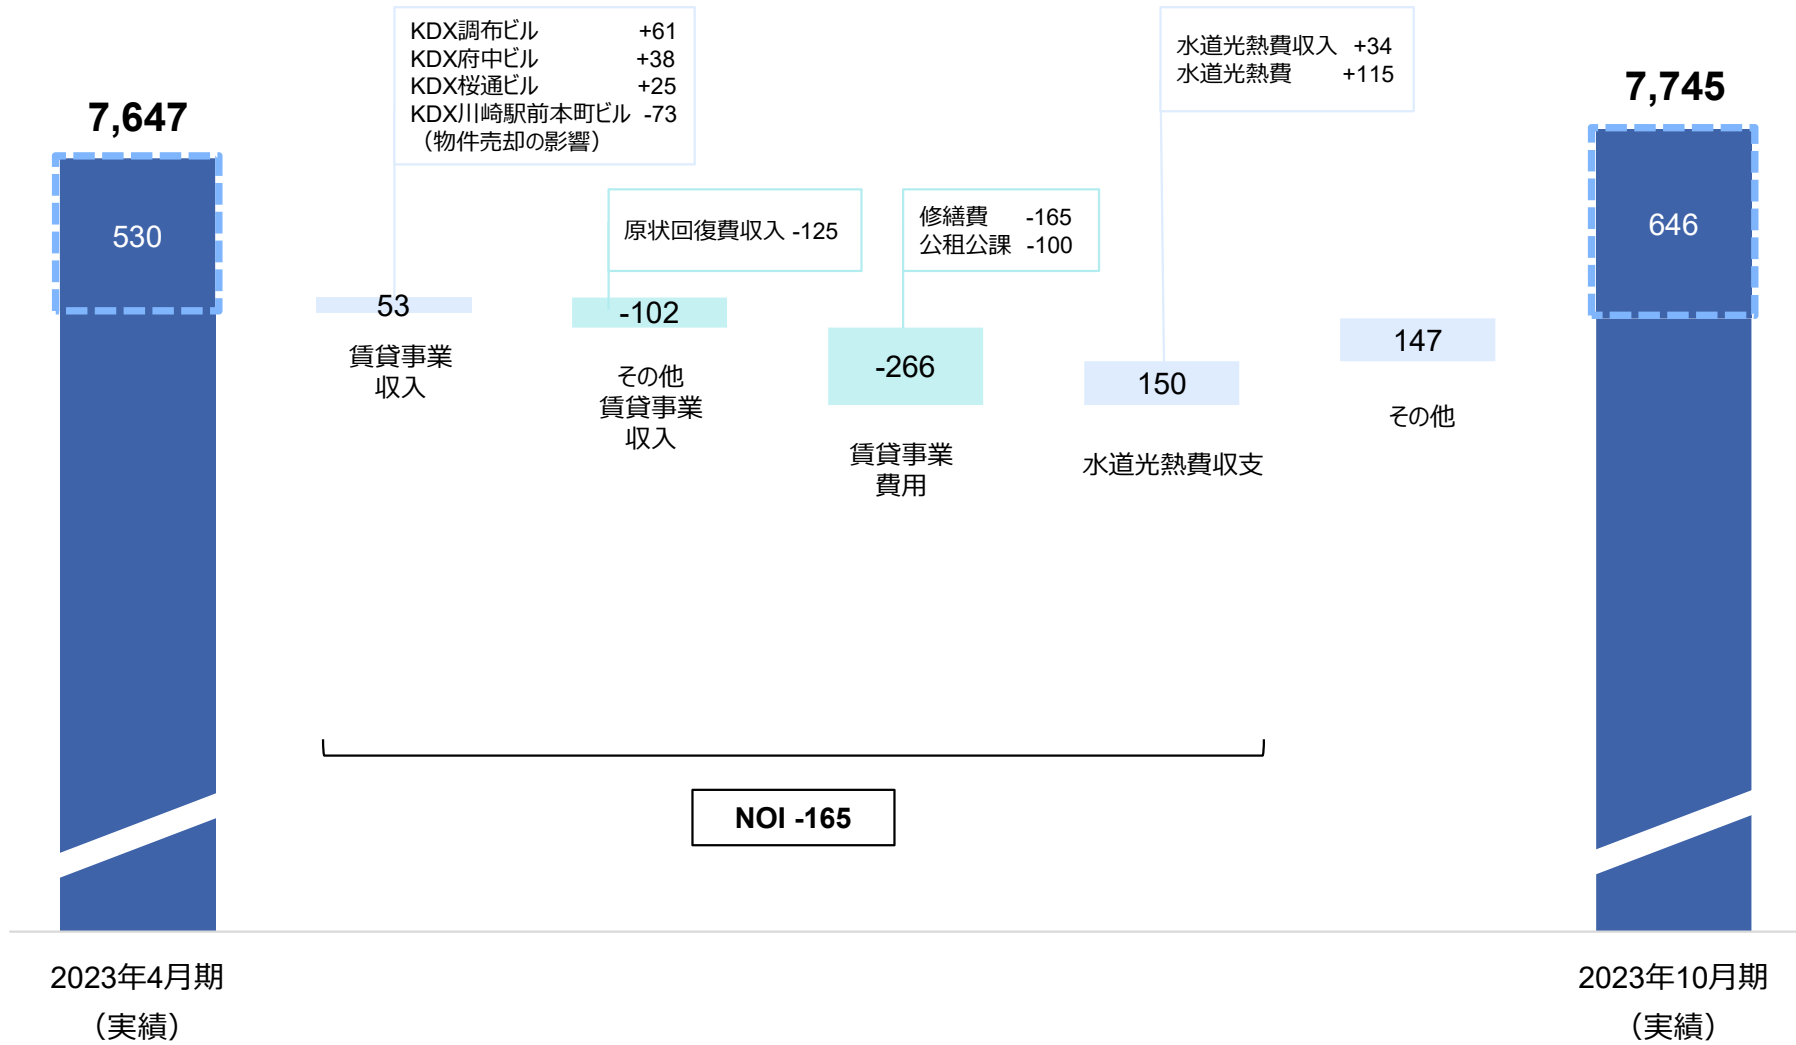 7,647
530
KDX調布ビル +61
KDX府中ビル +38
KDX桜通ビル +25
KDX川崎駅前本町ビル -73
（物件売却の影響）
53
賃貸事業
収入
原状回復費収入 -125
-102
その他
賃貸事業
収入
修繕費 -165
公租公課 -100
-266
賃貸事業
費用
水道光熱費収入 +34
水道光熱費 +115
150
水道光熱費収支
147
その他
7,745
646
NOI -165
2023年4月期
（実績）
2023年10月期
（実績）